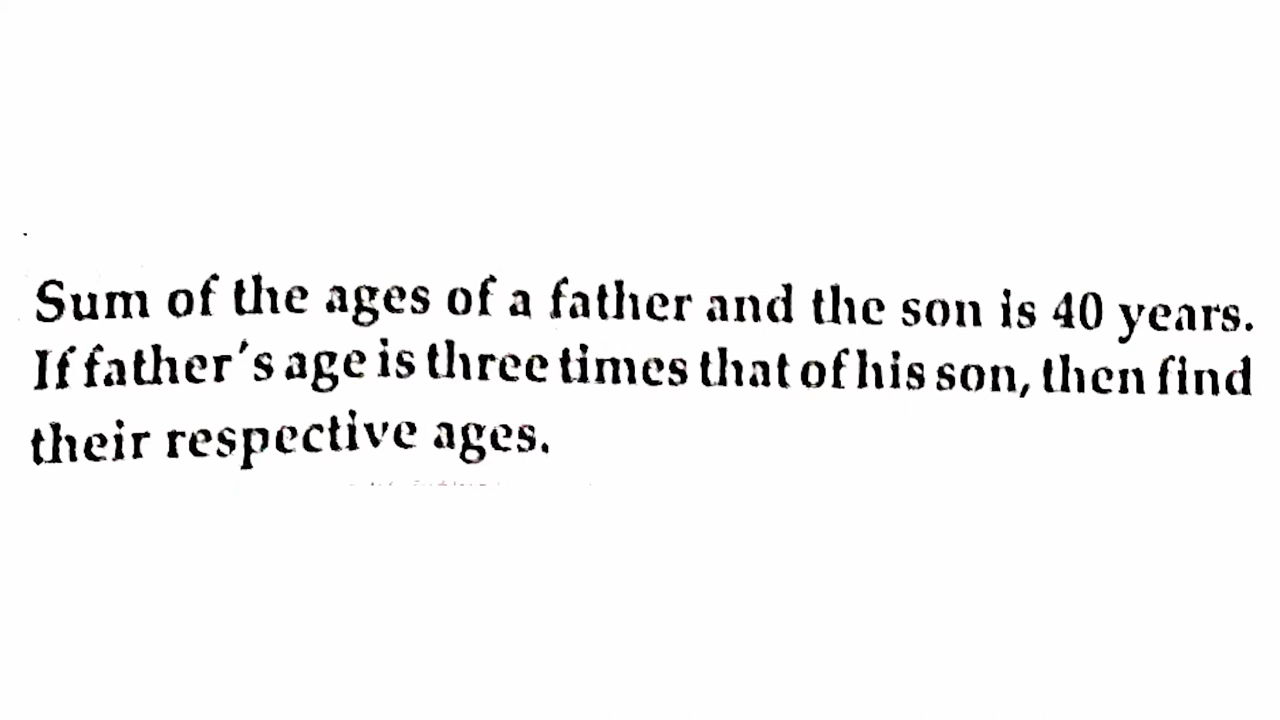 Sum of the ages of a father and the son is 40 years.
If father's age is three times that of his son, then find
their respective ages.